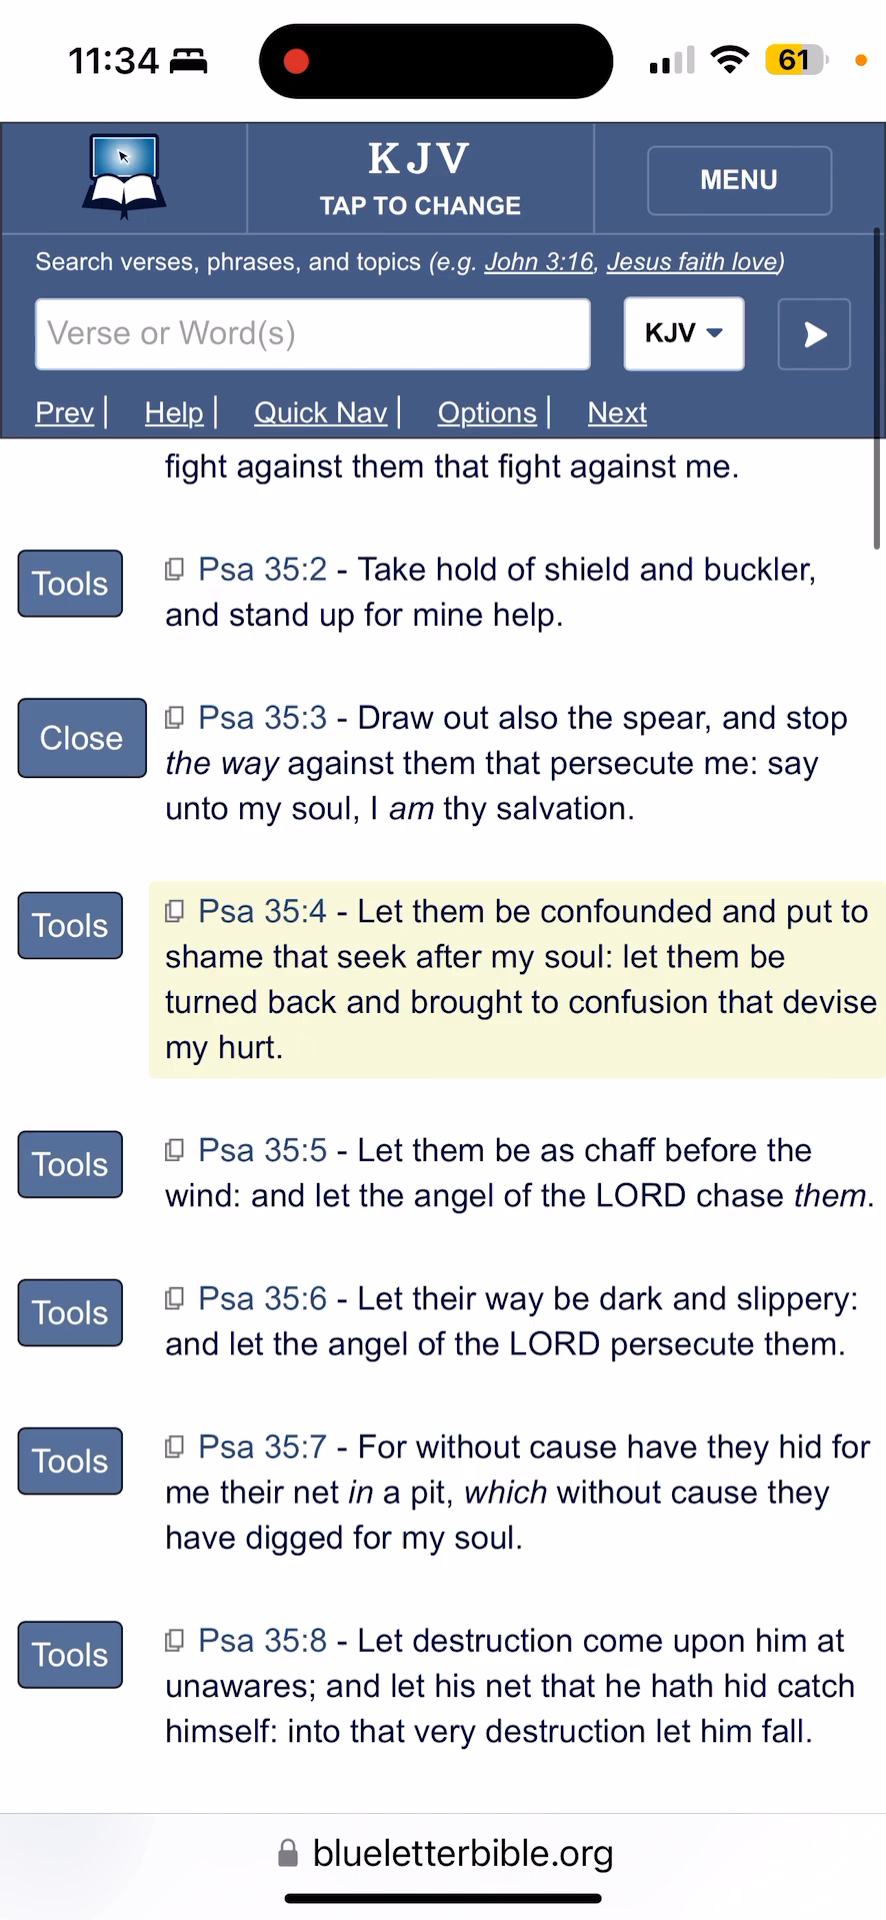 11:34
61
KJV
TAP TO CHANGE
MENU
Search verses, phrases, and topics (e.g. John 3:16, Jesus faith love)
Verse or Word(s)
KJV
Prev | Help | Quick Nav | Options | Next
fight against them that fight against me.
Tools
Psa 35:2 - Take hold of shield and buckler,
and stand up for mine help.
Close
Psa 35:3 - Draw out also the spear, and stop
the way against them that persecute me: say
unto my soul, I am thy salvation.
Tools
Psa 35:4 - Let them be confounded and put to
shame that seek after my soul: let them be
turned back and brought to confusion that devise
my hurt.
Tools
Psa 35:5 - Let them be as chaff before the
wind: and let the angel of the LORD chase them.
Tools
Psa 35:6 - Let their way be dark and slippery:
and let the angel of the LORD persecute them.
Tools
Psa 35:7 - For without cause have they hid for
me their net in a pit, which without cause they
have digged for my soul.
Tools
Psa 35:8 - Let destruction come upon him at
unawares; and let his net that he hath hid catch
himself: into that very destruction let him fall.
blueletterbible.org